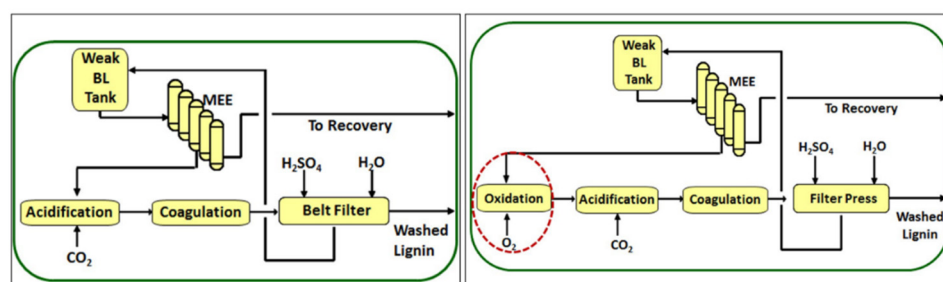 Weak
BL
Tank
MEE
To Recovery
H₂SO₄
H₂O
Acidification
Coagulation
Belt Filter
Washed
Lignin
CO₂
Weak
BL
Tank
MEE
To Recovery
H₂SO₄
H₂O
Oxidation
Acidification
Coagulation
Filter Press
Washed
Lignin
O₂
CO₂